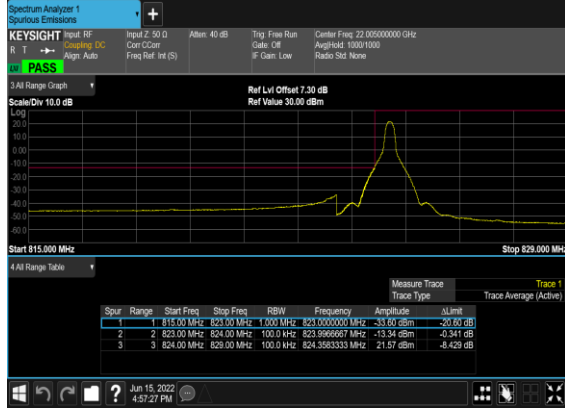 Spectrum Analyzer 1
Spurious Emissions
+
KEYSIGHT Input: RF
R T Coupling: DC
Align: Auto
PASS
Input Z: 50 Ω
Corr CCorr
Freq Ref: Int (S)
Atten: 40 dB
Trig: Free Run
Gate: Off
IF Gain: Low
Center Freq: 22.005000000 GHz
Avg|Hold: 1000/1000
Radio Std: None
3 All Range Graph
Scale/Div 10.0 dB
Ref Lvl Offset 7.30 dB
Ref Value 30.00 dBm
Log
20.0
10.0
0.00
-10.0
-20.0
-30.0
-40.0
-50.0
-60.0
Start 815.000 MHz
Stop 829.000 MHz
4 All Range Table
Measure Trace Trace 1
Trace Type Trace Average (Active)
Spur Range Start Freq Stop Freq RBW Frequency Amplitude ΔLimit
1 1 815.00 MHz 823.00 MHz 1.000 MHz 823.0000000 MHz -33.60 dBm -20.60 dB
2 2 823.00 MHz 824.00 MHz 100.0 kHz 823.9966667 MHz -13.34 dBm -0.341 dB
3 3 824.00 MHz 829.00 MHz 100.0 kHz 824.3583333 MHz 21.57 dBm -8.429 dB
?
Jun 15, 2022
4:57:27 PM